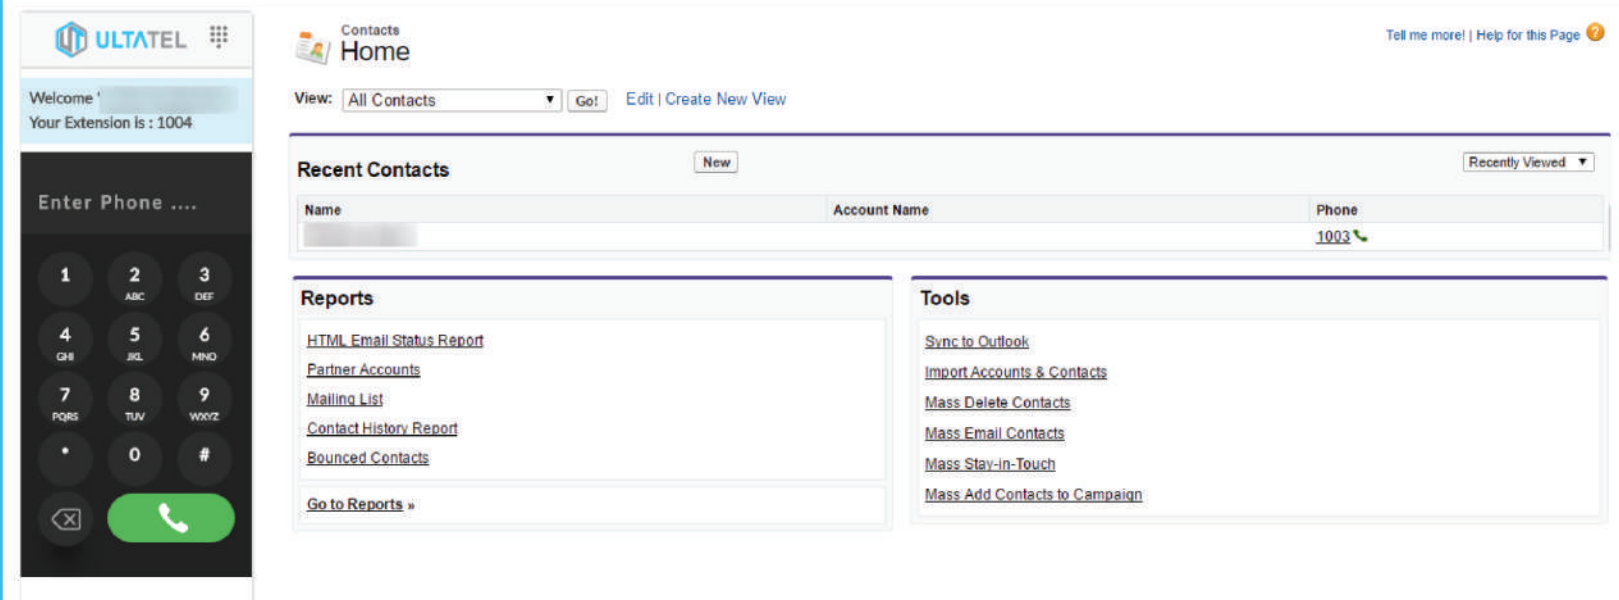 ULTATEL
Welcome '
Your Extension is : 1004
Enter Phone ....
1
2
ABC
3
DEF
4
GHI
5
JKL
6
MNO
7
PQRS
8
TUV
9
WXYZ
*
0
#
Contacts
Home
Tell me more! | Help for this Page ?
View: All Contacts Go! Edit | Create New View
Recent Contacts New Recently Viewed
Name Account Name Phone
1003
Reports
HTML Email Status Report
Partner Accounts
Mailing List
Contact History Report
Bounced Contacts
Go to Reports »
Tools
Sync to Outlook
Import Accounts & Contacts
Mass Delete Contacts
Mass Email Contacts
Mass Stay-in-Touch
Mass Add Contacts to Campaign